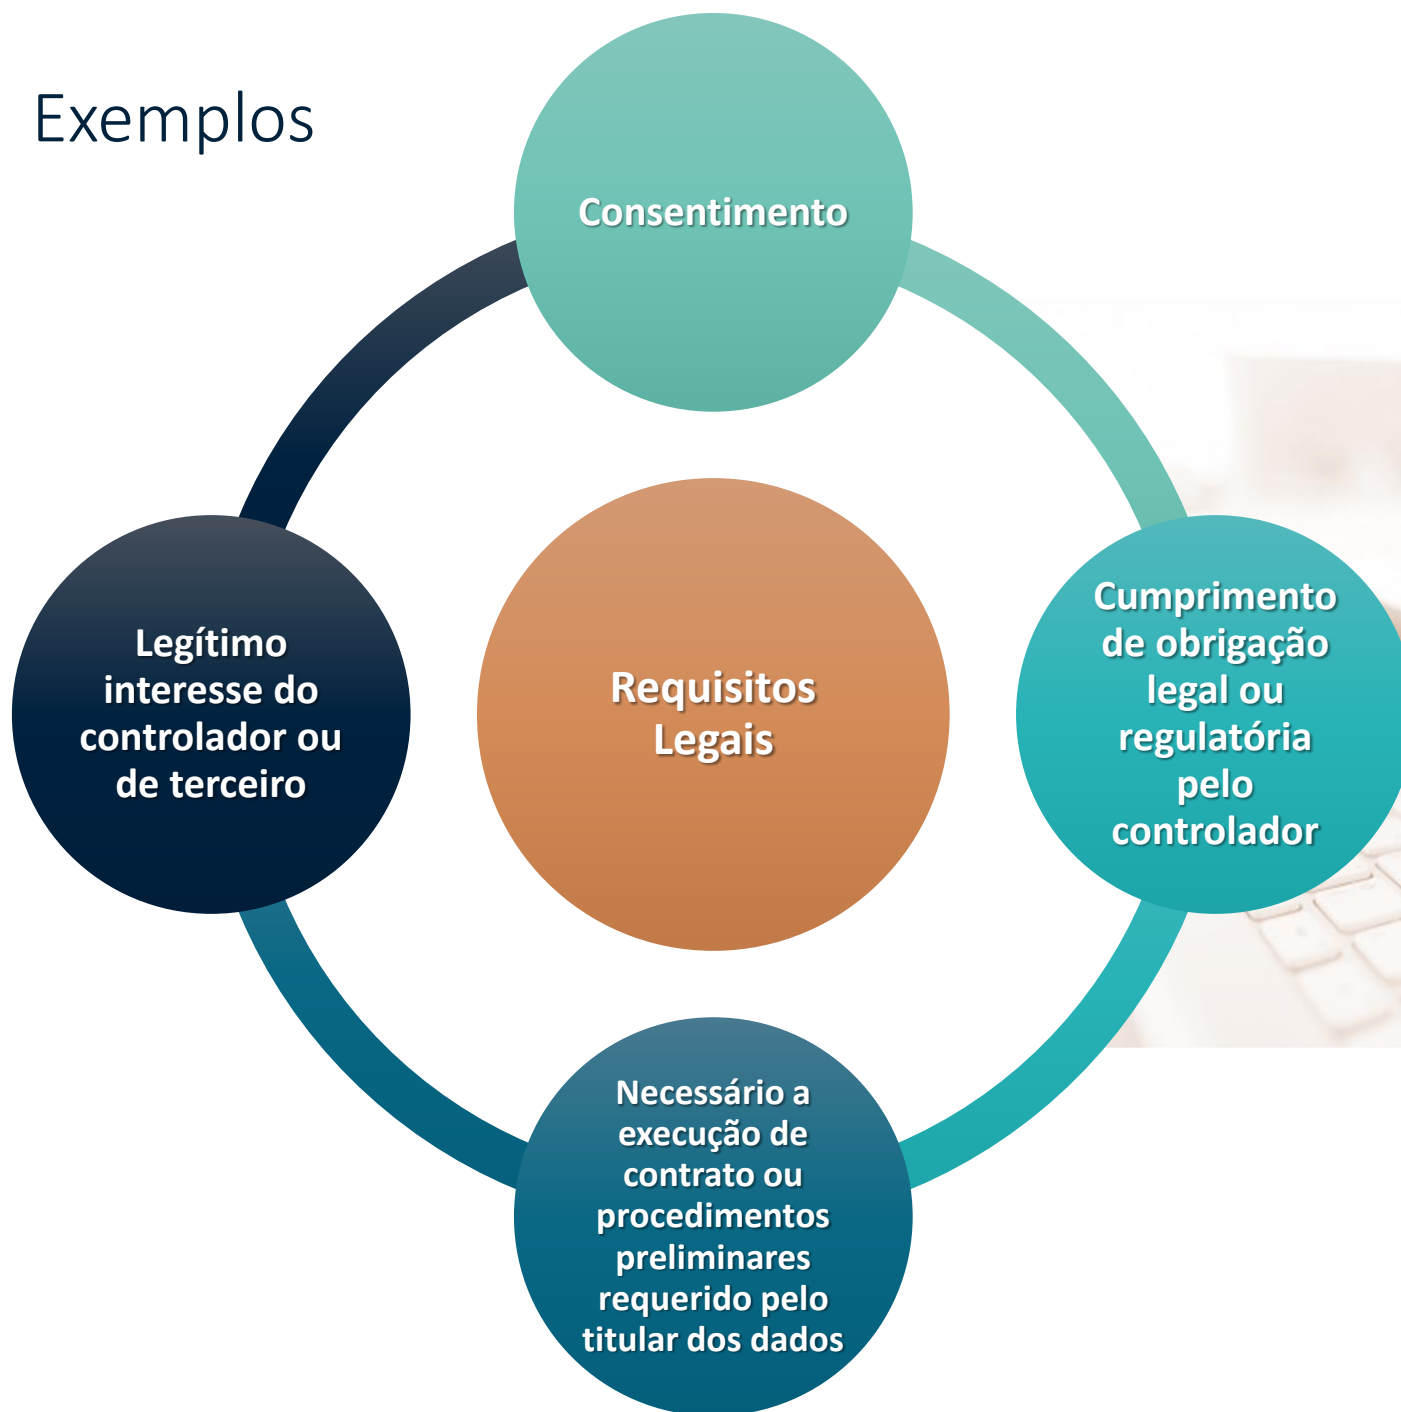 Exemplos
Consentimento
Cumprimento
de obrigação
legal ou
regulatória
pelo
controlador
Necessário a
execução de
contrato ou
procedimentos
preliminares
requerido pelo
titular dos dados
Legítimo
interesse do
controlador ou
de terceiro
Requisitos
Legais